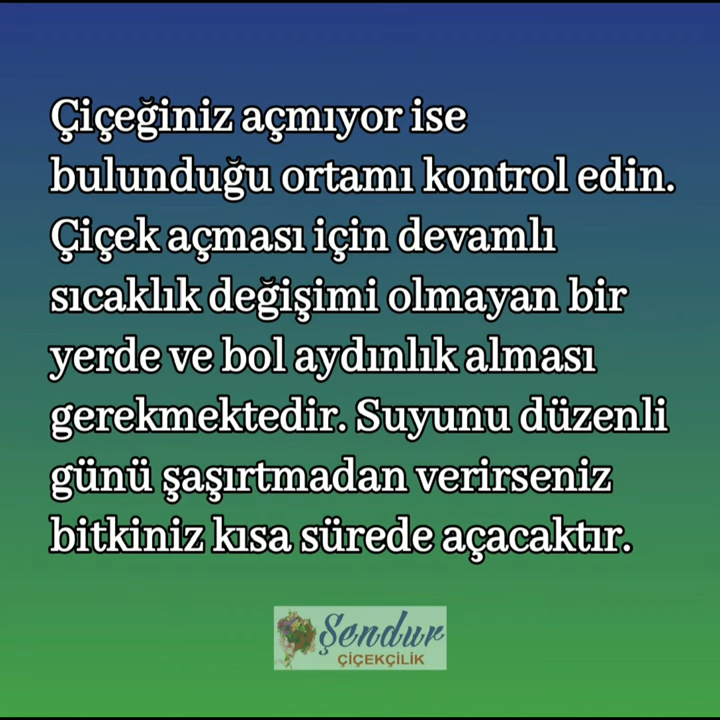 Çiçeğiniz açmıyor ise
bulunduğu ortamı kontrol edin.
Çiçek açması için devamlı
sıcaklık değişimi olmayan bir
yerde ve bol aydınlık alması
gerekmektedir. Suyunu düzenli
günü şaşırtmadan verirseniz
bitkiniz kısa sürede açacaktır.
Şendur
ÇİÇEKÇİLİK